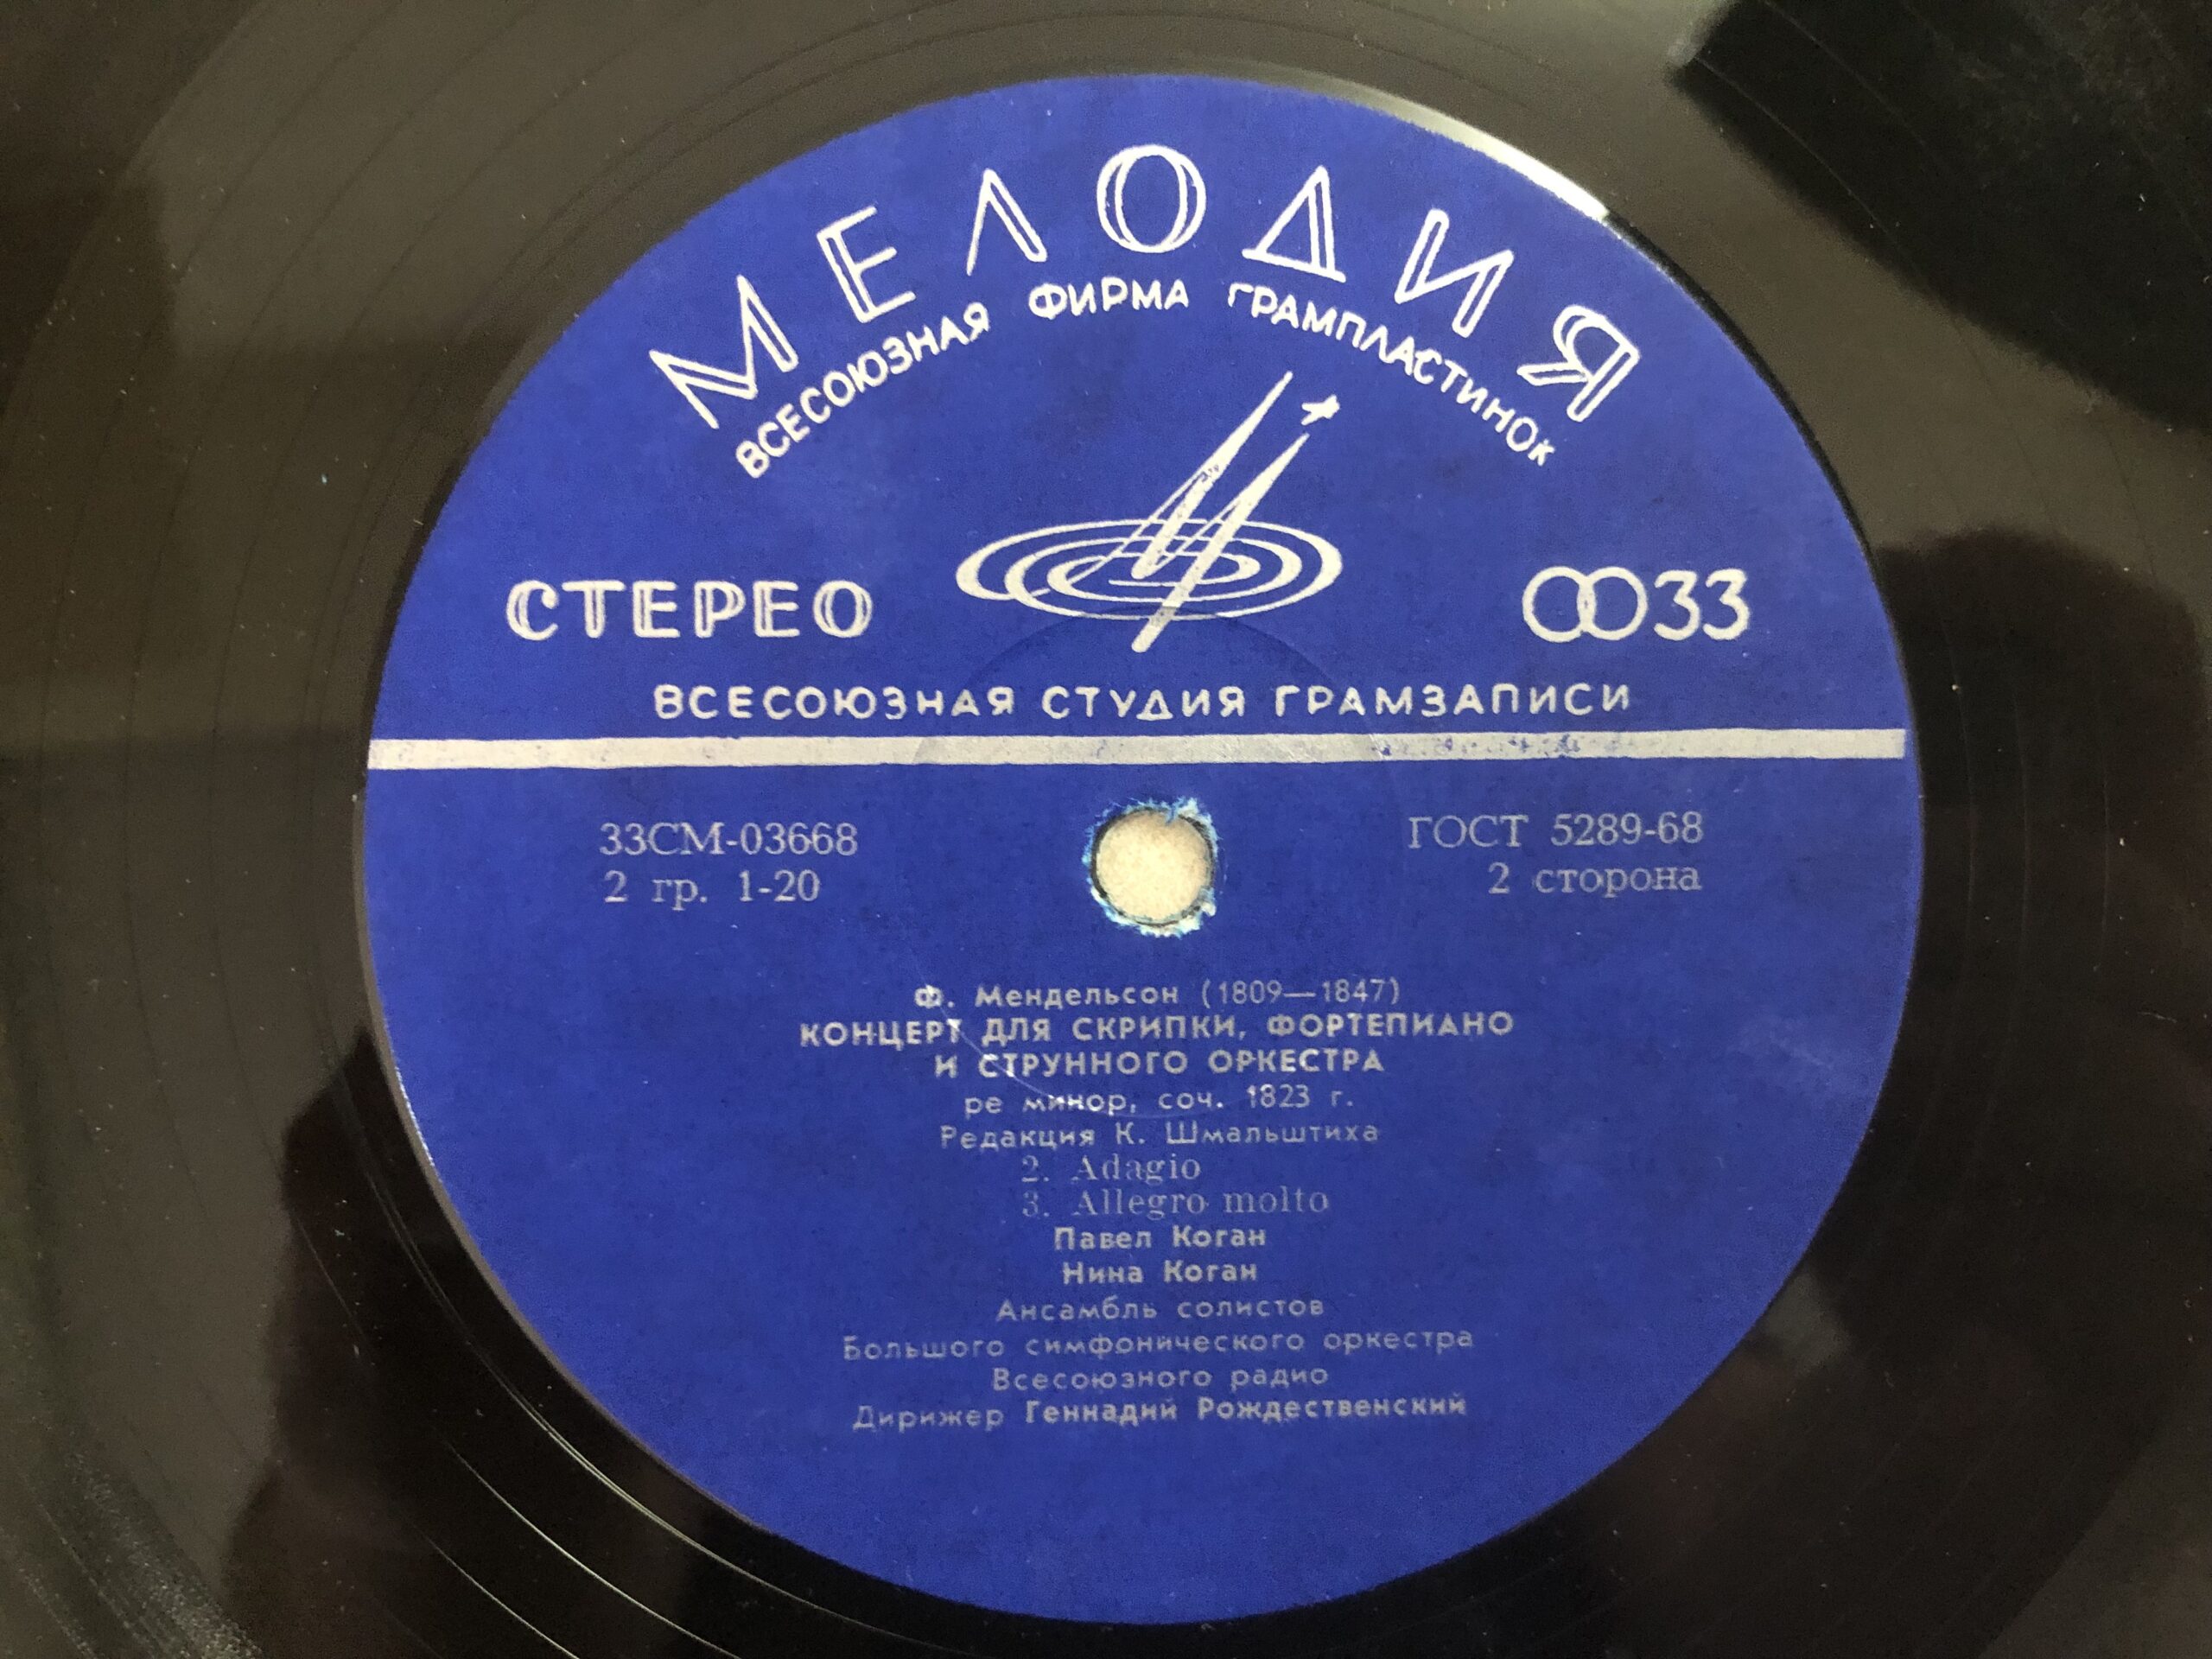 МЕЛОДИЯ
ВСЕСОЮЗНАЯ ФИРМА ГРАМПЛАСТИНОК
СТЕРЕО
33
ВСЕСОЮЗНАЯ СТУДИЯ ГРАМЗАПИСИ
33СМ-03668
ГОСТ 5289-68
2 гр. 1-20
2 сторона
Ф. Мендельсон (1809—1847)
КОНЦЕРТ ДЛЯ СКРИПКИ, ФОРТЕПИАНО
И СТРУННОГО ОРКЕСТРА
ре минор, соч. 1823 г.
Редакция К. Шмальштиха
2. Adagio
3. Allegro molto
Павел Коган
Нина Коган
Ансамбль солистов
Большого симфонического оркестра
Всесоюзного радио
Дирижер Геннадий Рождественский